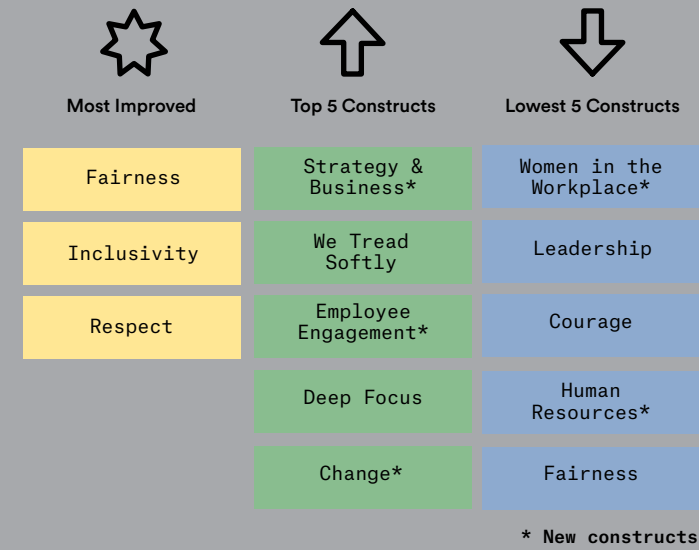 Most Improved
Top 5 Constructs
Lowest 5 Constructs
Fairness
Inclusivity
Respect
Strategy &
Business*
We Tread
Softly
Employee
Engagement*
Deep Focus
Change*
Women in the
Workplace*
Leadership
Courage
Human
Resources*
Fairness
* New constructs